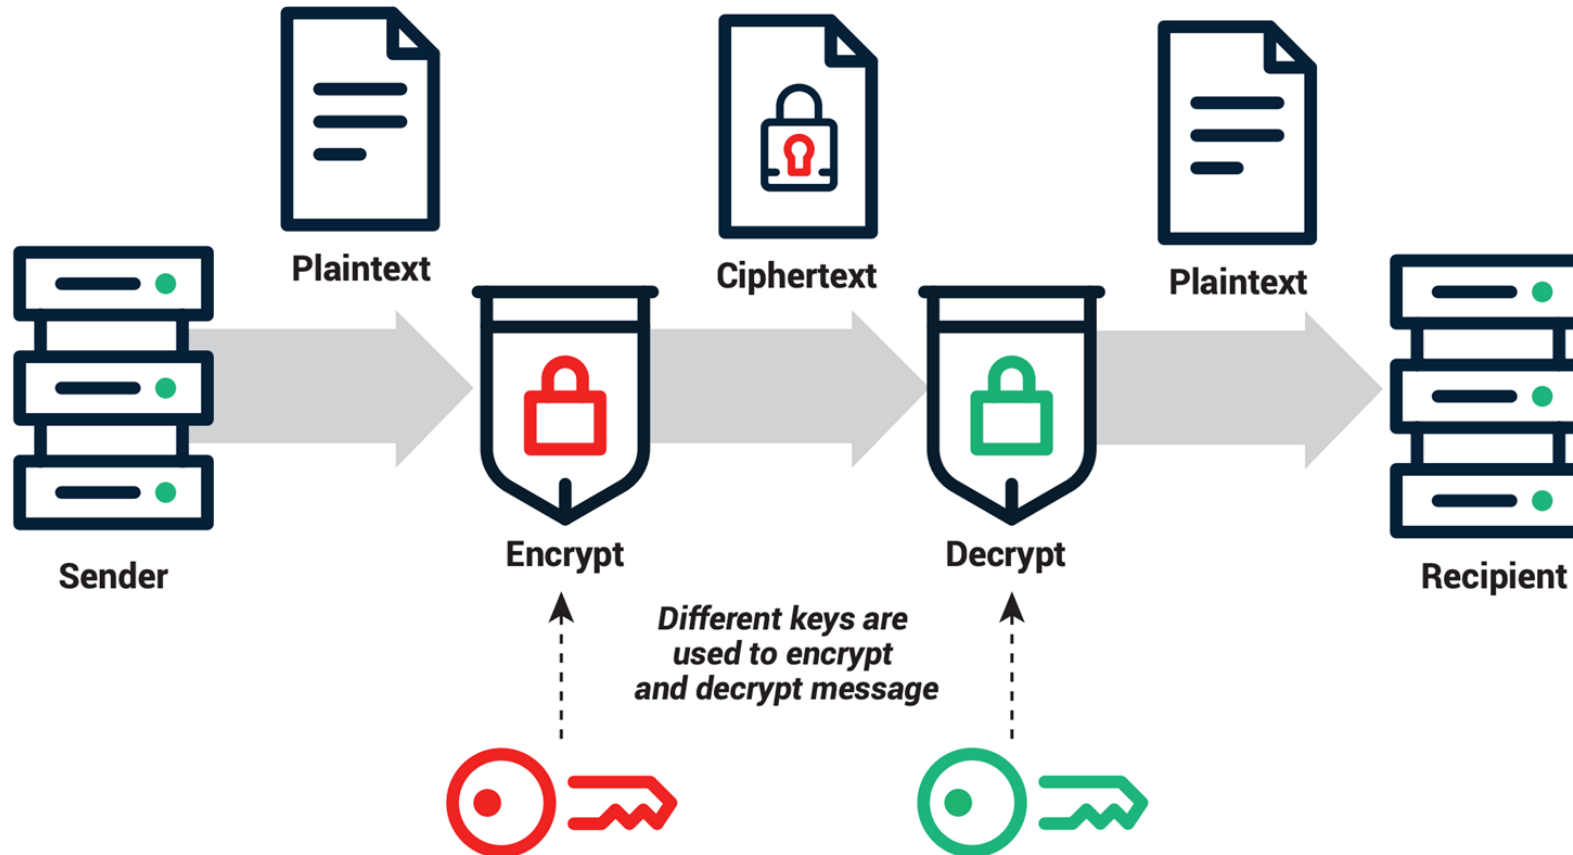 Plaintext
Ciphertext
Plaintext
Encrypt
Decrypt
Sender
Recipient
Different keys are
used to encrypt
and decrypt message